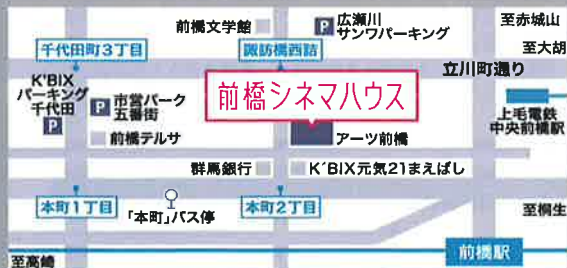 前橋文学館
P 広瀬川
サンワパーキング
至赤城山
至大胡
千代田町3丁目
諏訪橋西詰
立川町通り
K'BIX
パーキング
千代田
P
P 市営パーク
五番街
前橋シネマハウス
上毛電鉄
中央前橋駅
前橋テルサ
アーツ前橋
群馬銀行
K´BIX元気21まえばし
本町1丁目
「本町」バス停
本町2丁目
至桐生
前橋駅
至高崎